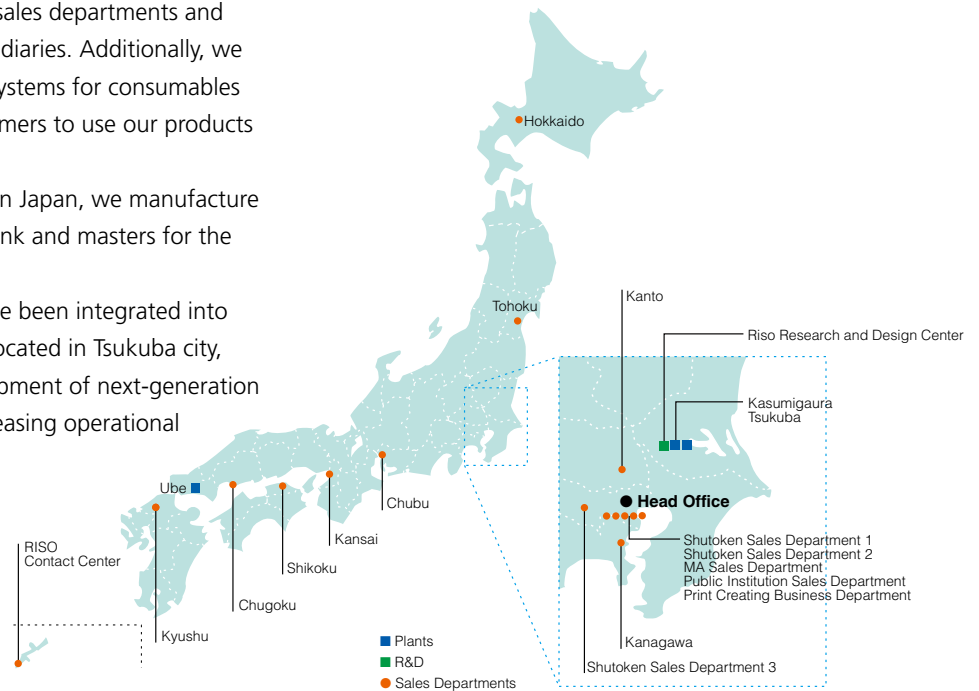 sales departments and
diaries. Additionally, we
ystems for consumables
mers to use our products
n Japan, we manufacture
nk and masters for the
e been integrated into
ocated in Tsukuba city,
pment of next-generation
easing operational
Hokkaido
Tohoku
Kanto
Riso Research and Design Center
Kasumigaura
Tsukuba
Head Office
Shutoken Sales Department 1
Shutoken Sales Department 2
MA Sales Department
Public Institution Sales Department
Print Creating Business Department
Kanagawa
Shutoken Sales Department 3
Ube
Chubu
Kansai
Shikoku
Chugoku
Kyushu
RISO
Contact Center
Plants
R&D
Sales Departments